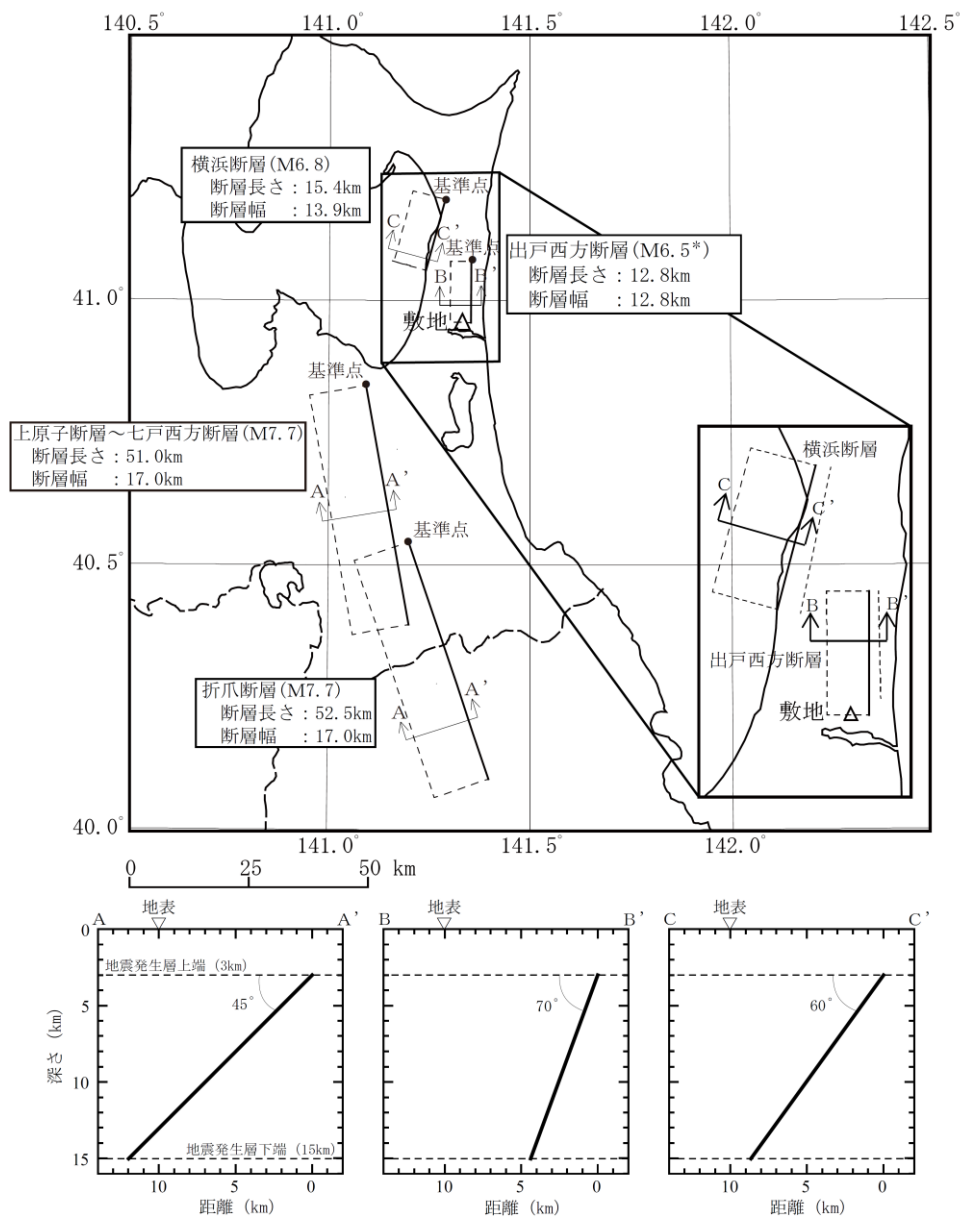 140.5° 141.0° 141.5° 142.0° 142.5°
横浜断層(M6.8)
断層長さ：15.4km
断層幅　：13.9km
基準点
C
C'
基準点
出戸西方断層(M6.5*)
断層長さ：12.8km
断層幅　：12.8km
B
B'
41.0°
敷地
基準点
上原子断層～七戸西方断層(M7.7)
断層長さ：51.0km
断層幅　：17.0km
A
A'
基準点
40.5°
横浜断層
C
C'
B
B'
出戸西方断層
敷地
折爪断層(M7.7)
断層長さ：52.5km
断層幅　：17.0km
A
A'
40.0°
141.0° 141.5° 142.0°
0 25 50 km
A 地表 A'
0
地震発生層上端 (3km)
5
45°
深さ (km)
10
地震発生層下端 (15km)
15
10 5 0
距離 (km)
B 地表 B'
70°
10 5 0
距離 (km)
C 地表 C'
60°
10 5 0
距離 (km)